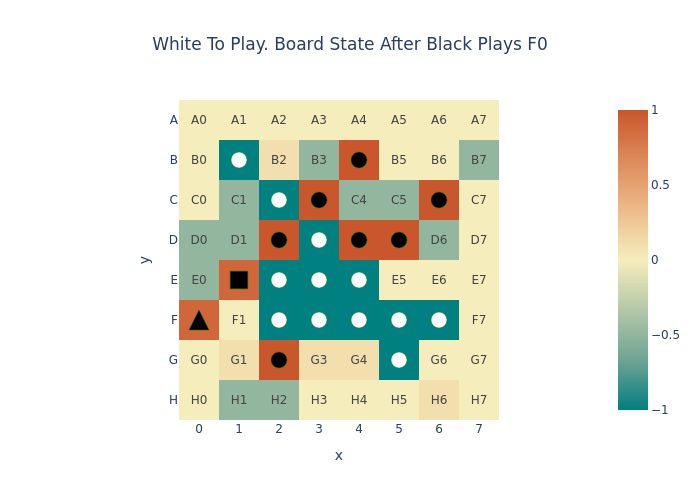 White To Play. Board State After Black Plays F0
A A0 A1 A2 A3 A4 A5 A6 A7
B B0 B2 B3 B5 B6 B7
C C0 C1 C4 C5 C7
D D0 D1 D6 D7
E E0 E5 E6 E7
F F1 F7
G G0 G1 G3 G4 G6 G7
H H0 H1 H2 H3 H4 H5 H6 H7
0 1 2 3 4 5 6 7
x
y
1
0.5
0
−0.5
−1